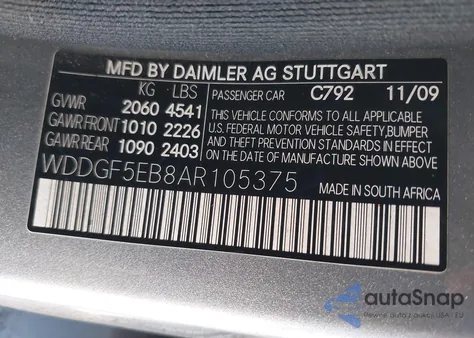 MFD BY DAIMLER AG STUTTGART
KG LBS
GVWR 2060 4541
GAWR FRONT 1010 2226
GAWR REAR 1090 2403
PASSENGER CAR C792 11/09
THIS VEHICLE CONFORMS TO ALL APPLICABLE
U.S. FEDERAL MOTOR VEHICLE SAFETY,BUMPER
AND THEFT PREVENTION STANDARDS IN EFFECT
ON THE DATE OF MANUFACTURE SHOWN ABOVE.
WDDGF5EB8AR105375
MADE IN SOUTH AFRICA
autoSnap